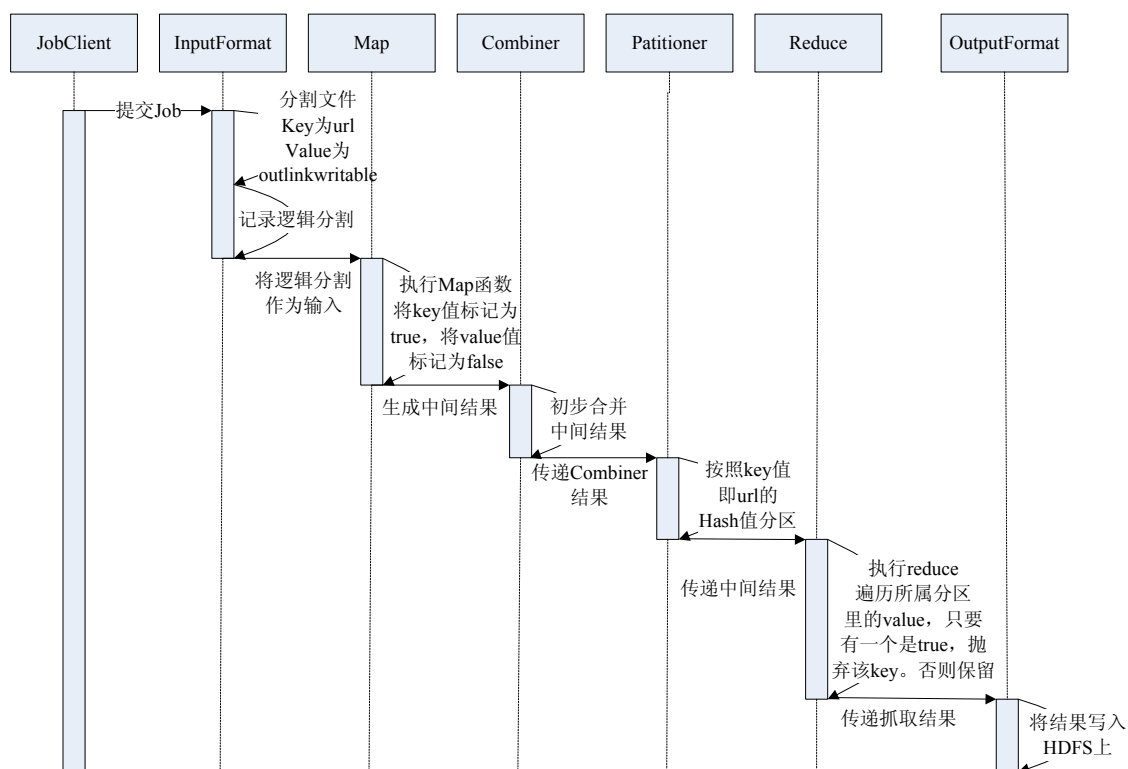 JobClient
InputFormat
Map
Combiner
Patitioner
Reduce
OutputFormat
提交Job
分割文件
Key为url
Value为
outlinkwritable
记录逻辑分割
将逻辑分割
作为输入
执行Map函数
将key值标记为
true，将value值
标记为false
生成中间结果
初步合并
中间结果
传递Combiner
结果
按照key值
即url的
Hash值分区
传递中间结果
执行reduce
遍历所属分区
里的value，只要
有一个是true，抛
弃该key。否则保留
传递抓取结果
将结果写入
HDFS上